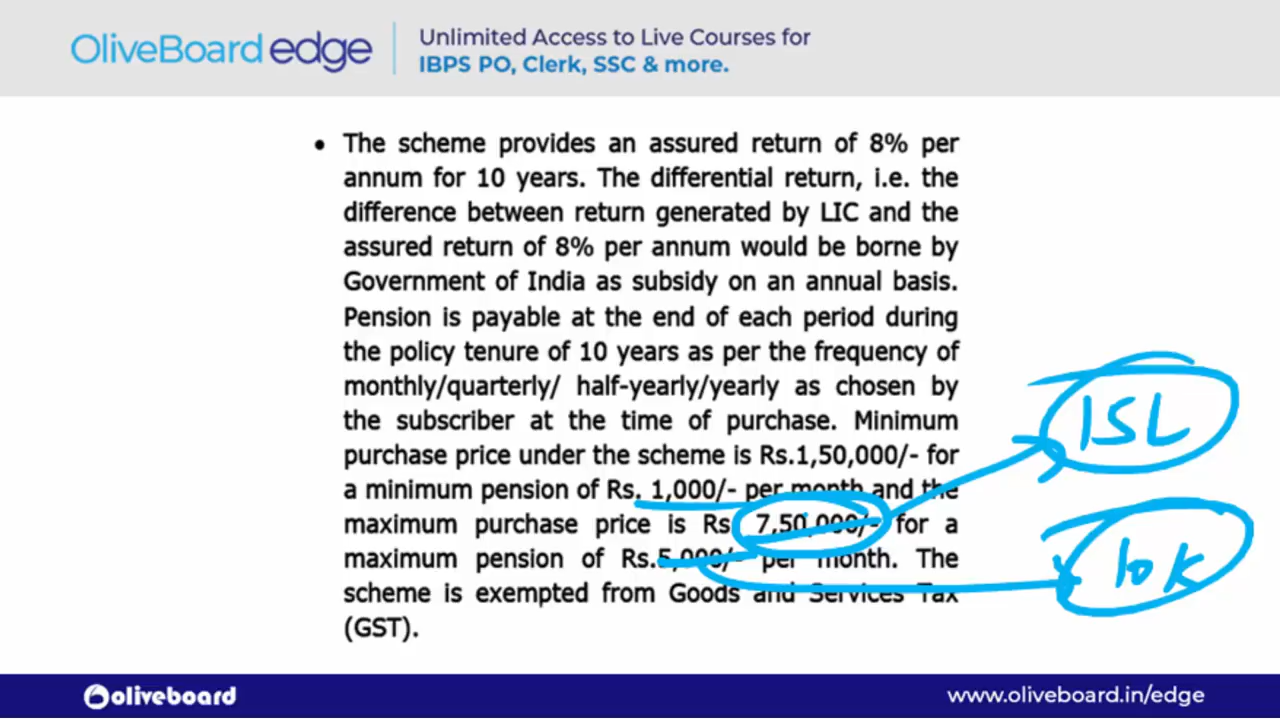 OliveBoard edge
Unlimited Access to Live Courses for
IBPS PO, Clerk, SSC & more.
• The scheme provides an assured return of 8% per
annum for 10 years. The differential return, i.e. the
difference between return generated by LIC and the
assured return of 8% per annum would be borne by
Government of India as subsidy on an annual basis.
Pension is payable at the end of each period during
the policy tenure of 10 years as per the frequency of
monthly/quarterly/ half-yearly/yearly as chosen by
the subscriber at the time of purchase. Minimum
purchase price under the scheme is Rs.1,50,000/- for
a minimum pension of Rs. 1,000/- per month and the
maximum purchase price is Rs. 7,50,000/- for a
maximum pension of Rs.5,000/- per month. The
scheme is exempted from Goods and Services Tax
(GST).
15L
10K
oliveboard
www.oliveboard.in/edge